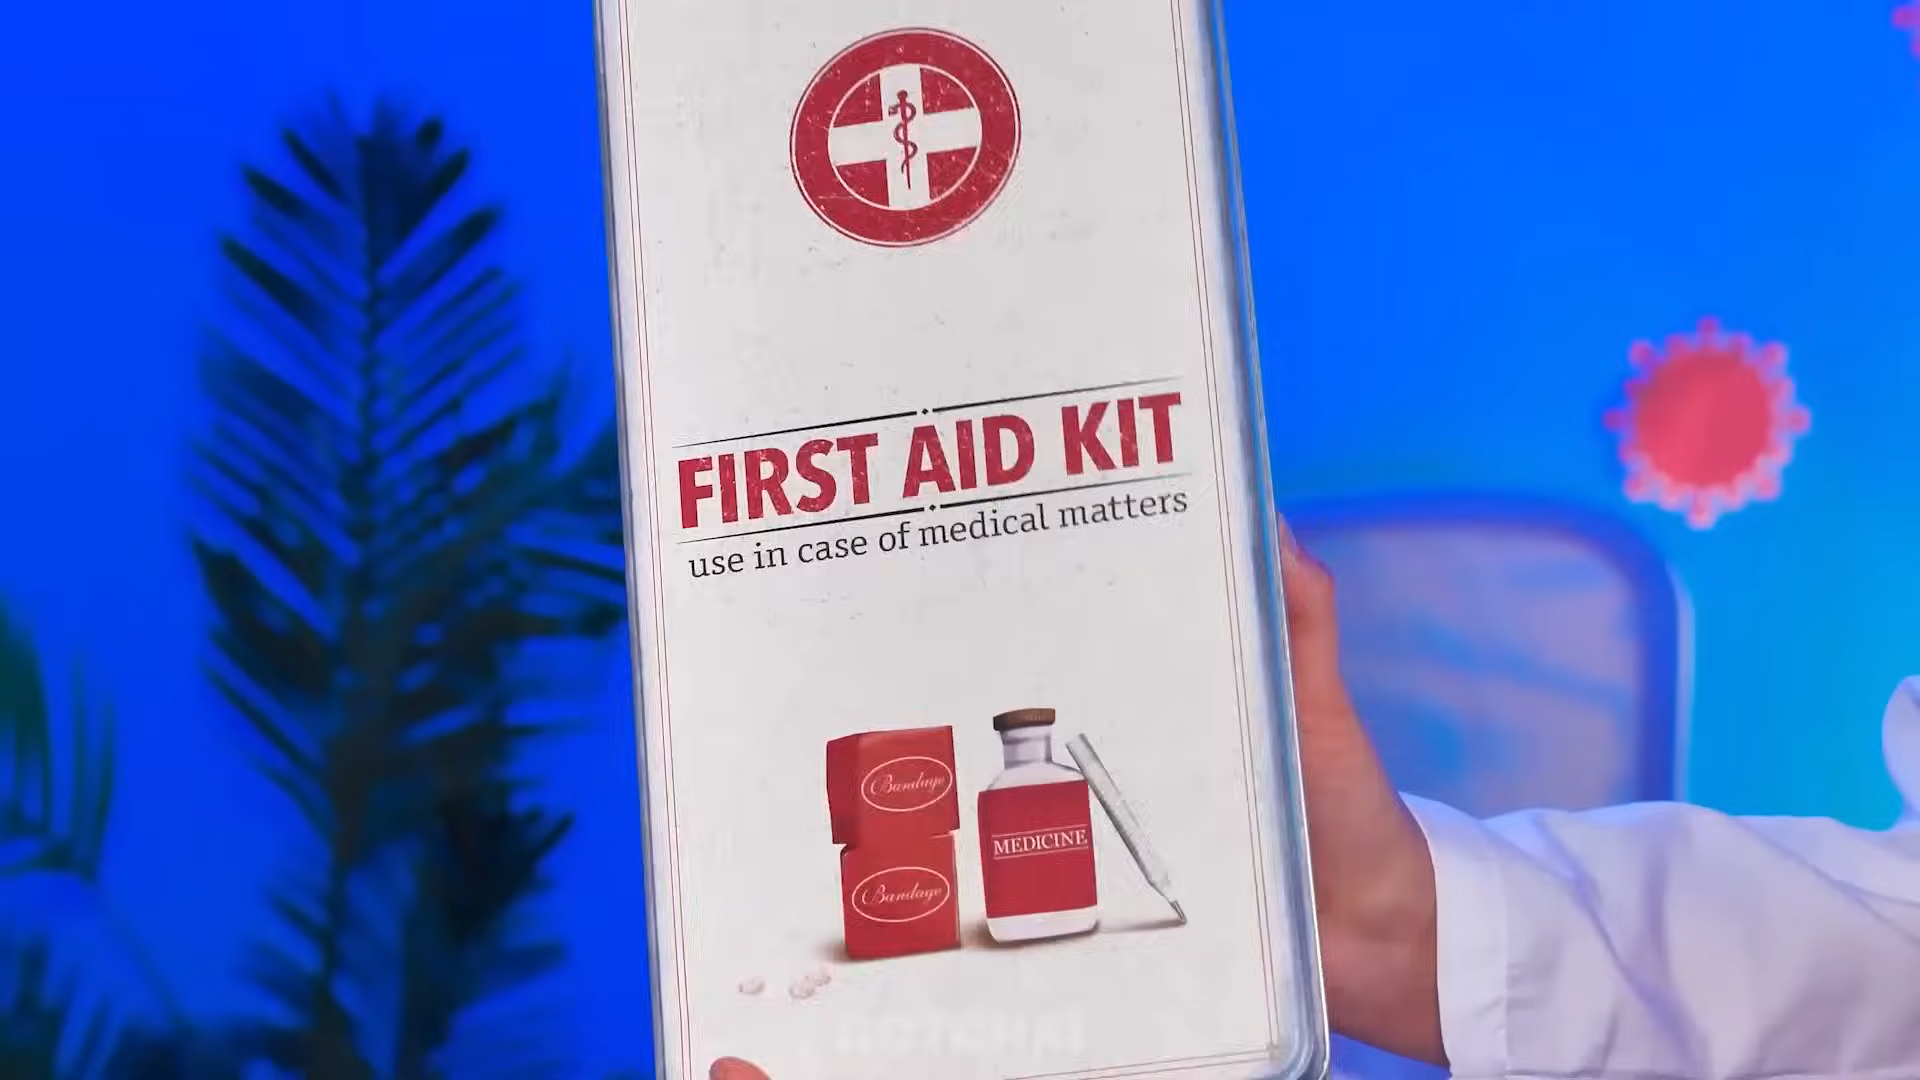 FIRST AID KIT
use in case of medical matters
Bandage
MEDICINE
Bandage